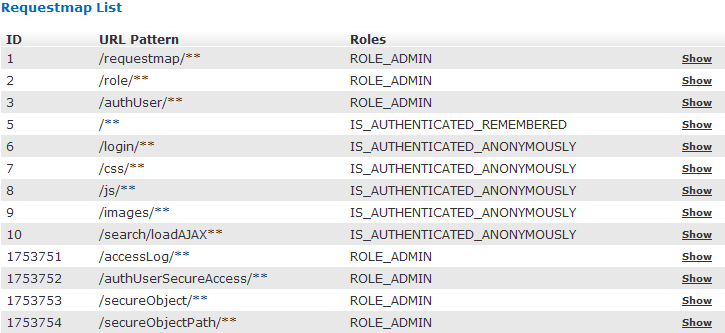 Requestmap List
ID URL Pattern Roles
1 /requestmap/** ROLE_ADMIN Show
2 /role/** ROLE_ADMIN Show
3 /authUser/** ROLE_ADMIN Show
5 /** IS_AUTHENTICATED_REMEMBERED Show
6 /login/** IS_AUTHENTICATED_ANONYMOUSLY Show
7 /css/** IS_AUTHENTICATED_ANONYMOUSLY Show
8 /js/** IS_AUTHENTICATED_ANONYMOUSLY Show
9 /images/** IS_AUTHENTICATED_ANONYMOUSLY Show
10 /search/loadAJAX** IS_AUTHENTICATED_ANONYMOUSLY Show
1753751 /accessLog/** ROLE_ADMIN Show
1753752 /authUserSecureAccess/** ROLE_ADMIN Show
1753753 /secureObject/** ROLE_ADMIN Show
1753754 /secureObjectPath/** ROLE_ADMIN Show